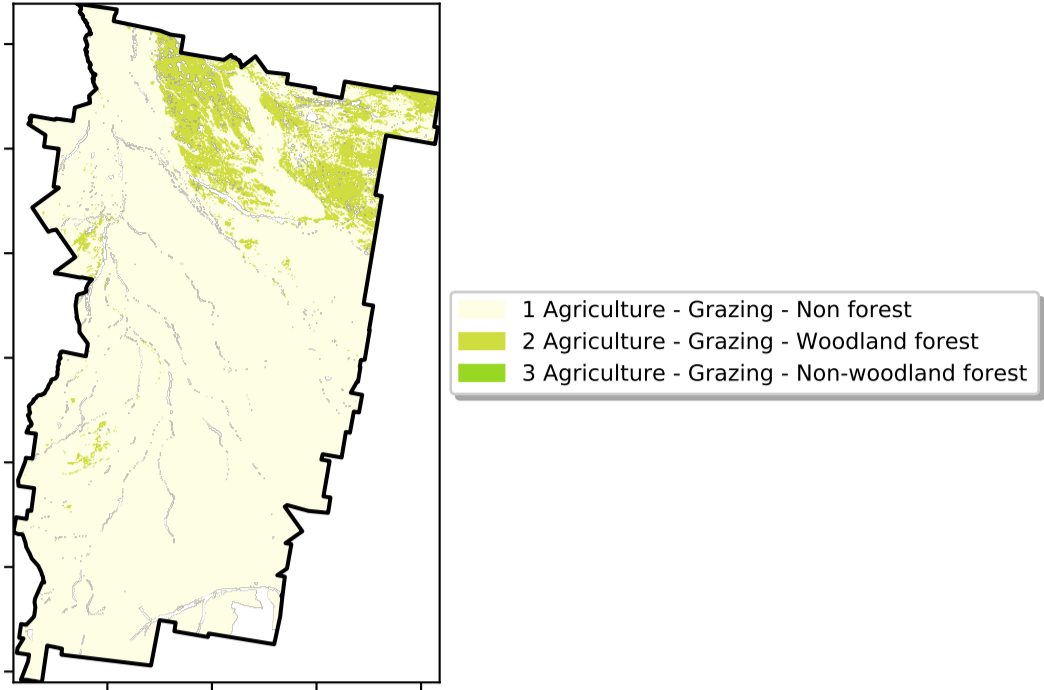 1 Agriculture - Grazing - Non forest
2 Agriculture - Grazing - Woodland forest
3 Agriculture - Grazing - Non-woodland forest